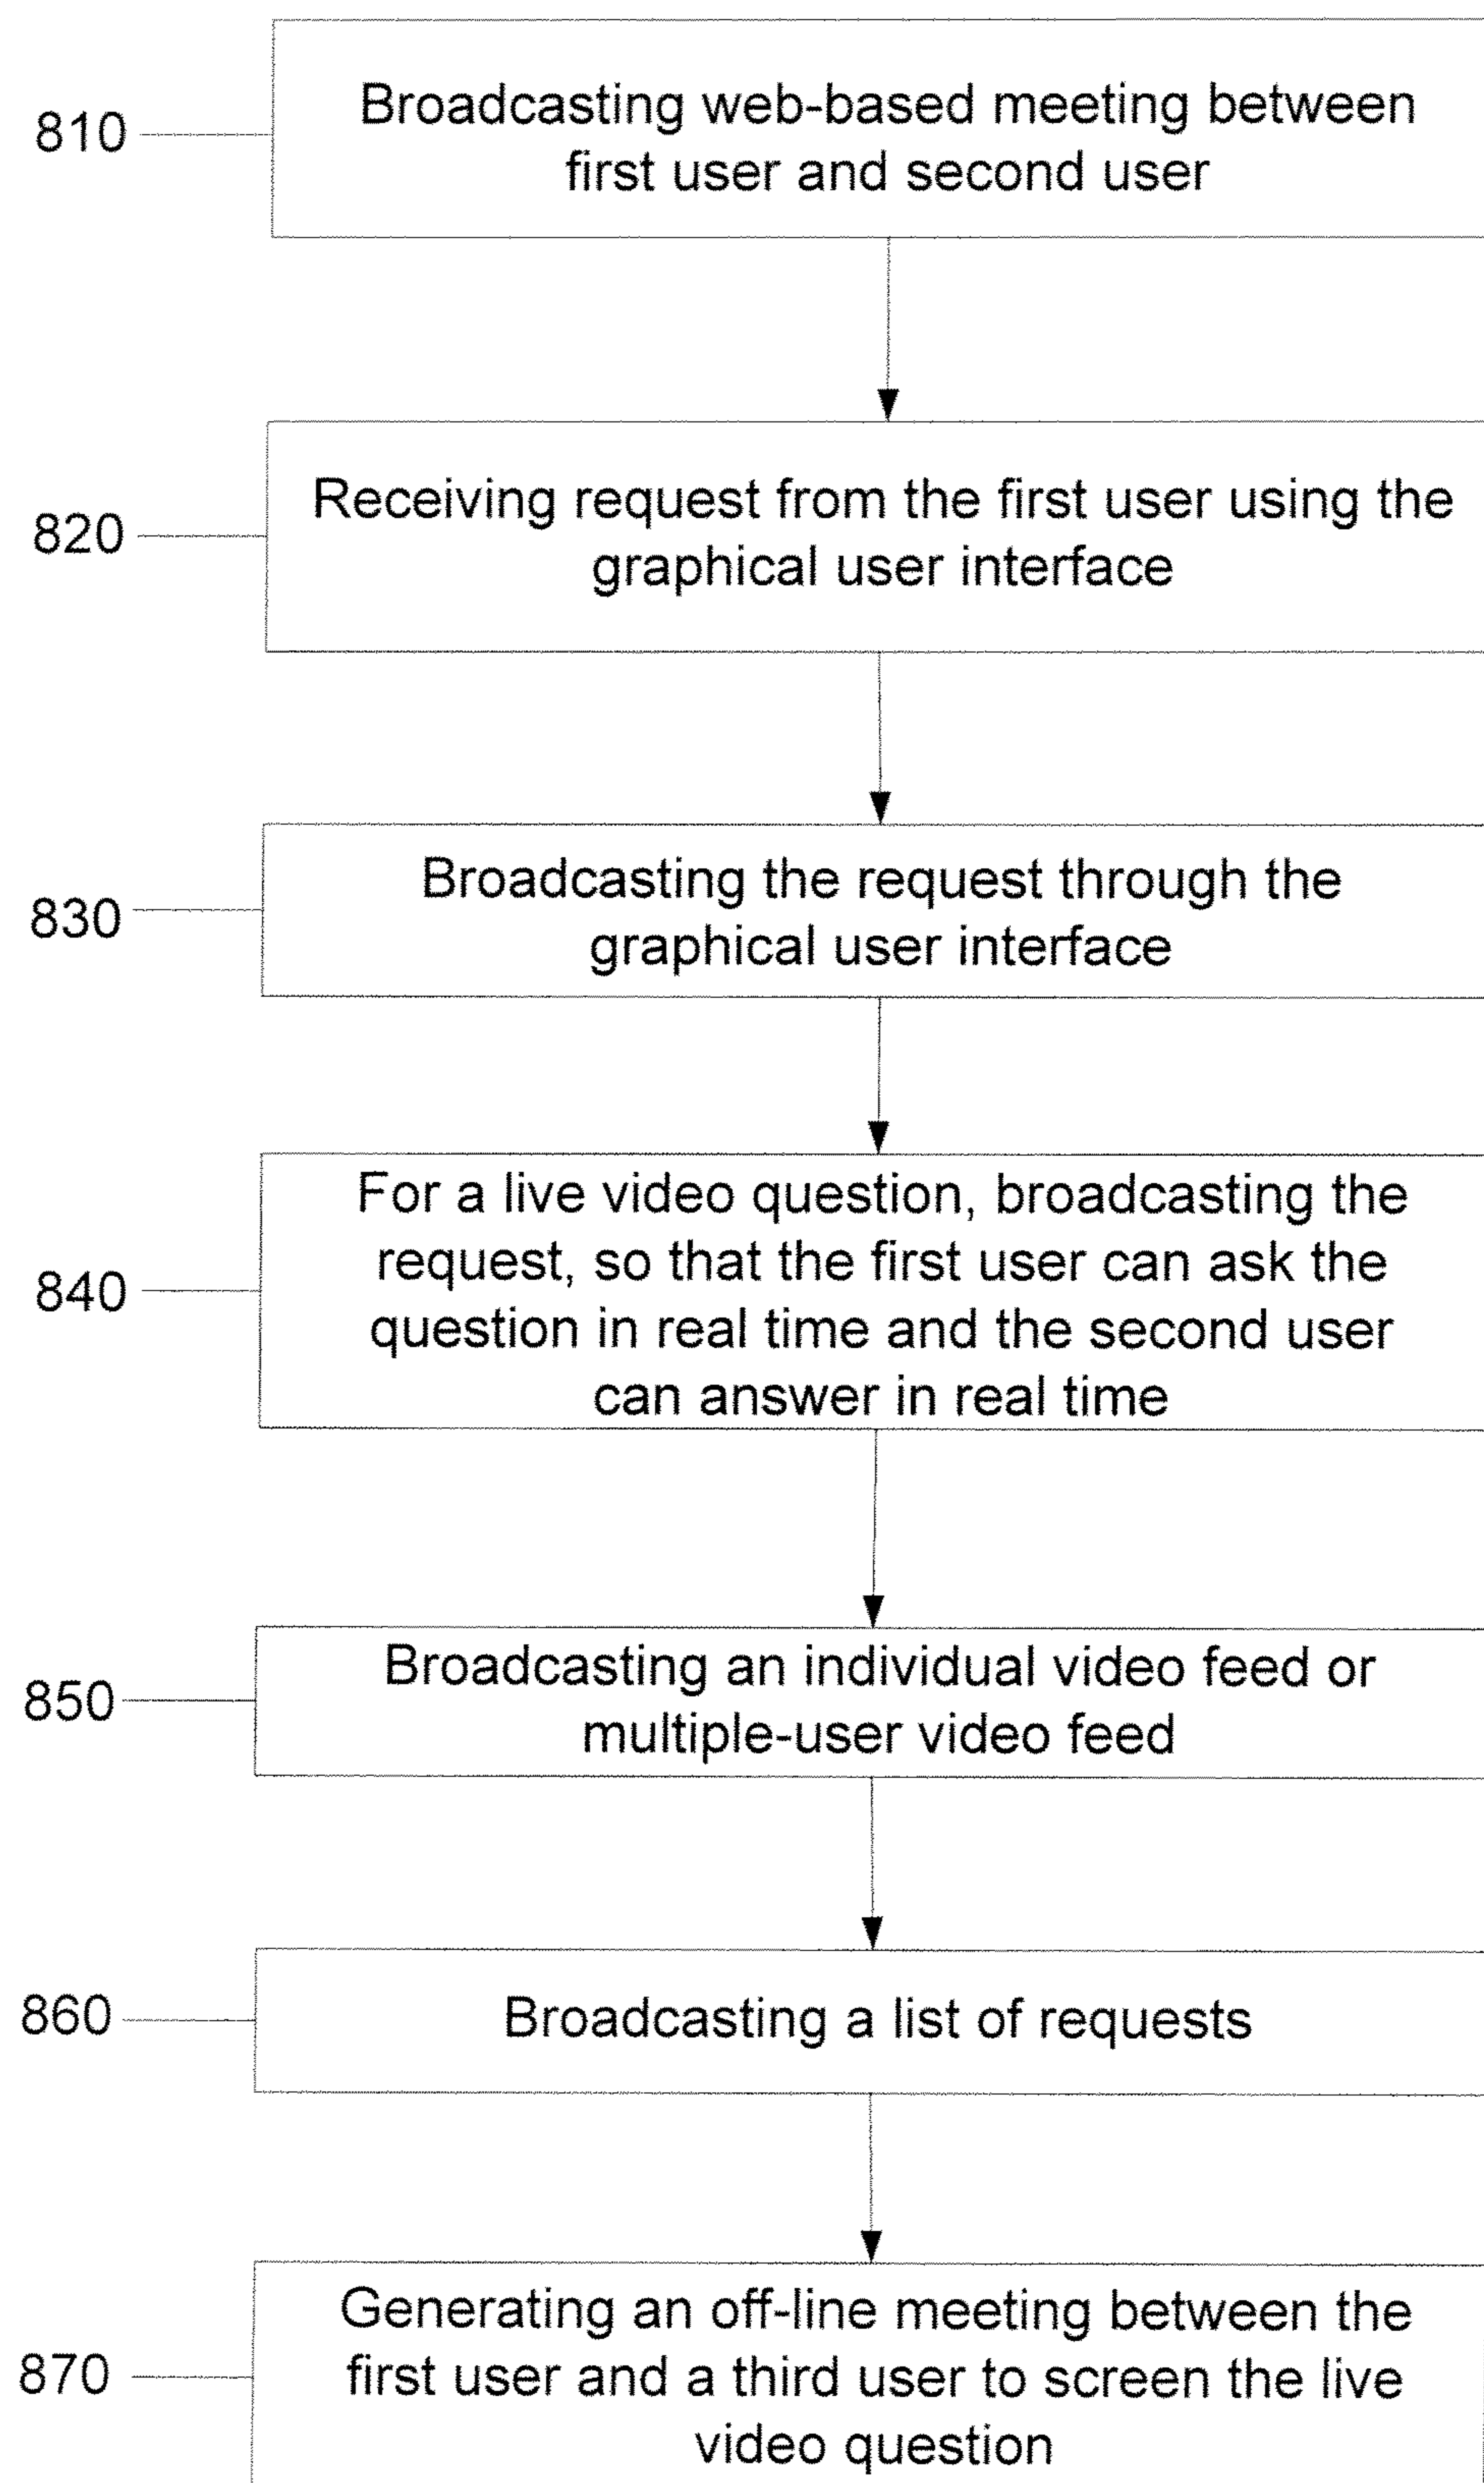 810
Broadcasting web-based meeting between
first user and second user
820
Receiving request from the first user using the
graphical user interface
830
Broadcasting the request through the
graphical user interface
840
For a live video question, broadcasting the
request, so that the first user can ask the
question in real time and the second user
can answer in real time
850
Broadcasting an individual video feed or
multiple-user video feed
860
Broadcasting a list of requests
870
Generating an off-line meeting between the
first user and a third user to screen the live
video question